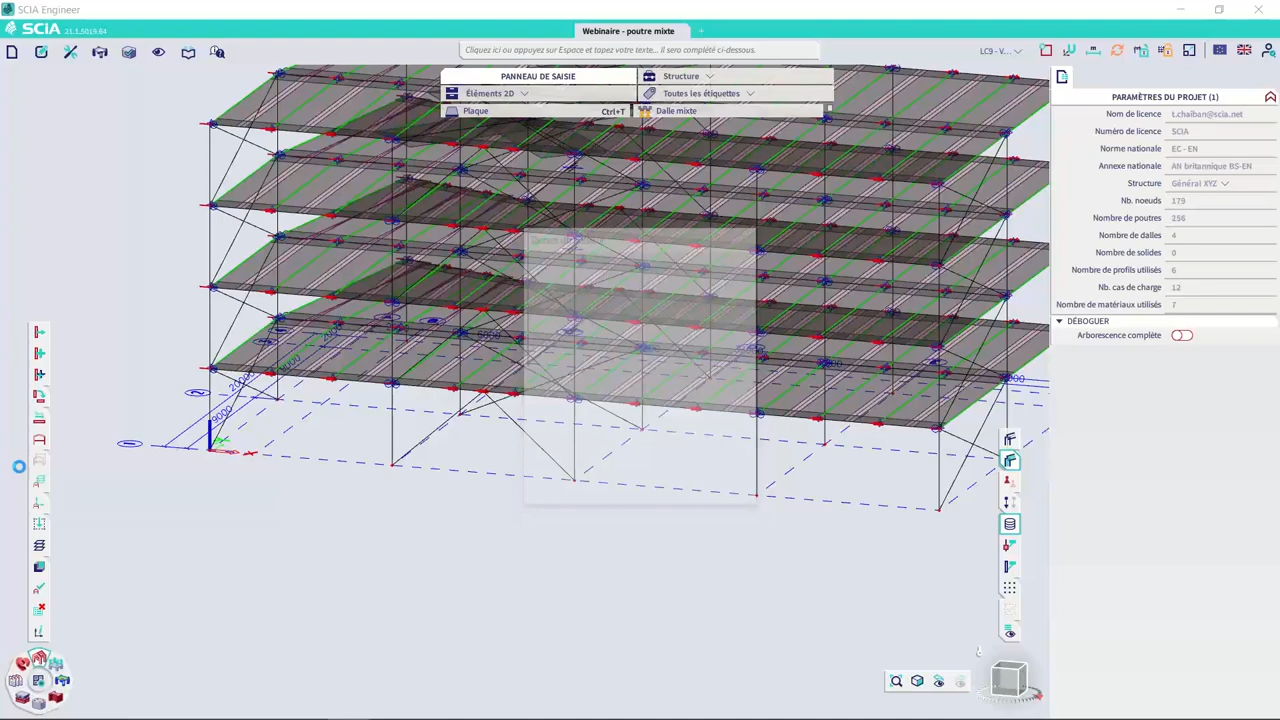 SCIA Engineer
SCIA 21.1.5019.64
Webinaire - poutre mixte
Cliquez ici ou appuyez sur Espace et tapez votre texte... il sero complété ci-dessous.
LC9 - V...
PANNEAU DE SAISIE
Structure
Éléments 2D
Toutes les étiquettes
Plaque Ctrl+T
Dalle mixte
PARAMÈTRES DU PROJET (1)
Nom de licence t.chaiban@scia.net
Numéro de licence SCIA
Norme nationale EC - EN
Annexe nationale AN britannique BS-EN
Structure Général XYZ
Nb. noeuds 179
Nombre de poutres 256
Nombre de dalles 4
Nombre de solides 0
Nombre de profils utilisés 6
Nb. cas de charge 12
Nombre de matériaux utilisés 7
DÉBOGUER
Arborescence complète
6000
9000